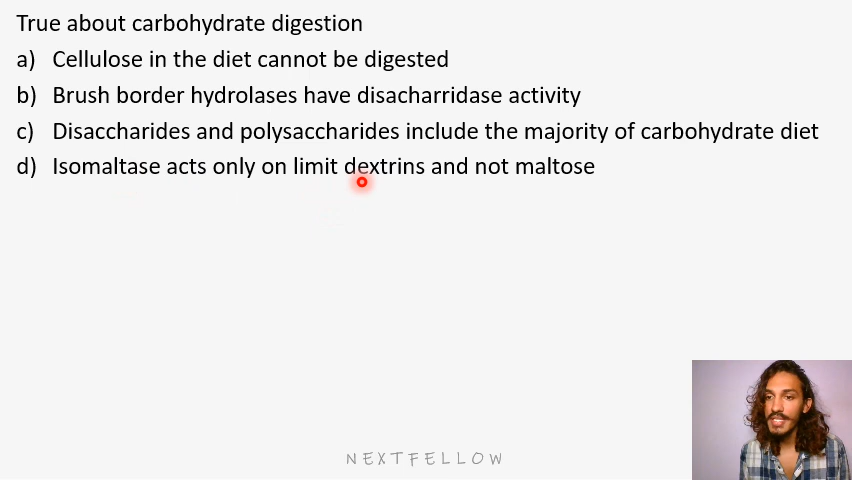 True about carbohydrate digestion
a) Cellulose in the diet cannot be digested
b) Brush border hydrolases have disacharridase activity
c) Disaccharides and polysaccharides include the majority of carbohydrate diet
d) Isomaltase acts only on limit dextrins and not maltose
NEXTFELLOW